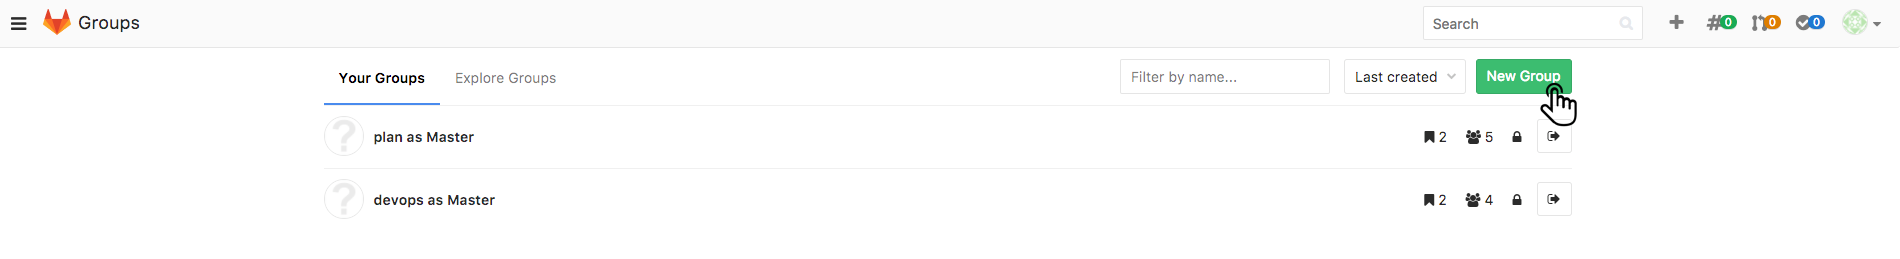 Groups Search 0 0 0
Your Groups Explore Groups Filter by name... Last created New Group
plan as Master 2 5
devops as Master 2 4